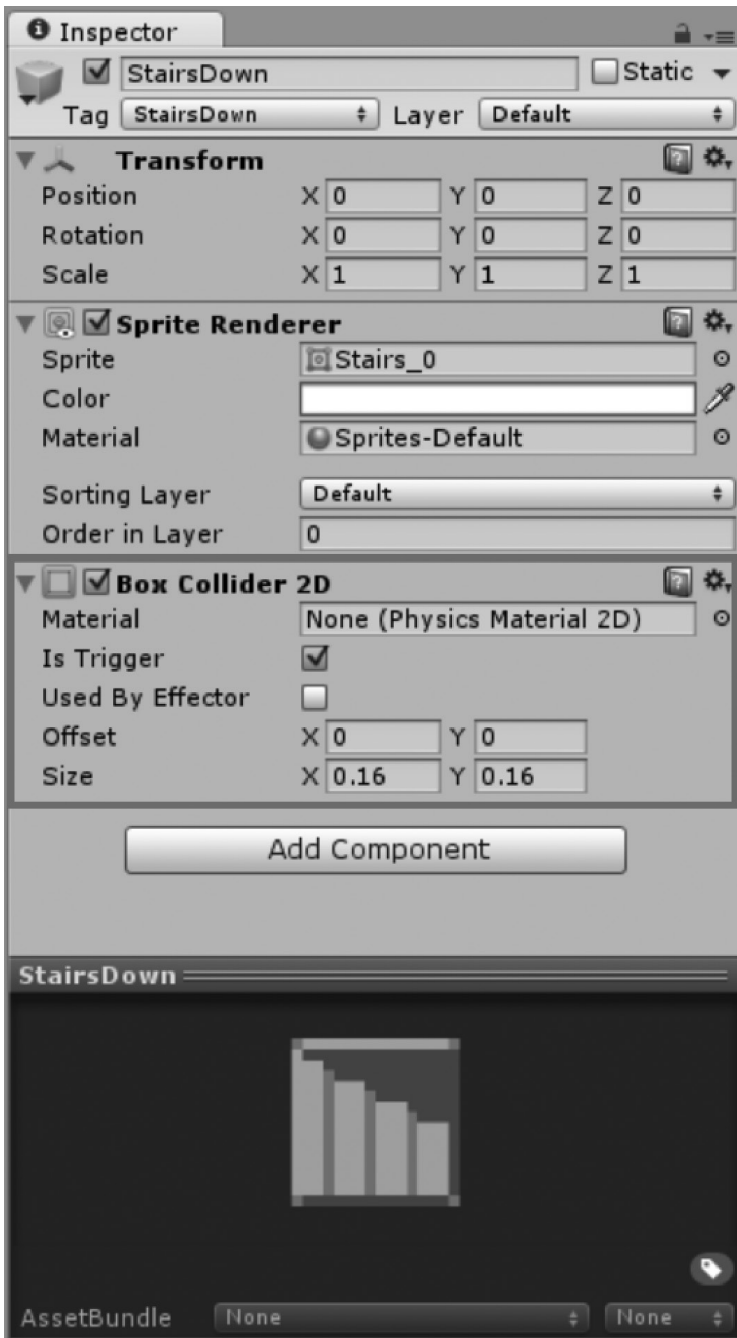 Inspector
StairsDown Static
Tag StairsDown Layer Default
Transform
Position X 0 Y 0 Z 0
Rotation X 0 Y 0 Z 0
Scale X 1 Y 1 Z 1
Sprite Renderer
Sprite Stairs_0
Color
Material Sprites-Default
Sorting Layer Default
Order in Layer 0
Box Collider 2D
Material None (Physics Material 2D)
Is Trigger
Used By Effector
Offset X 0 Y 0
Size X 0.16 Y 0.16
Add Component
StairsDown
AssetBundle None None